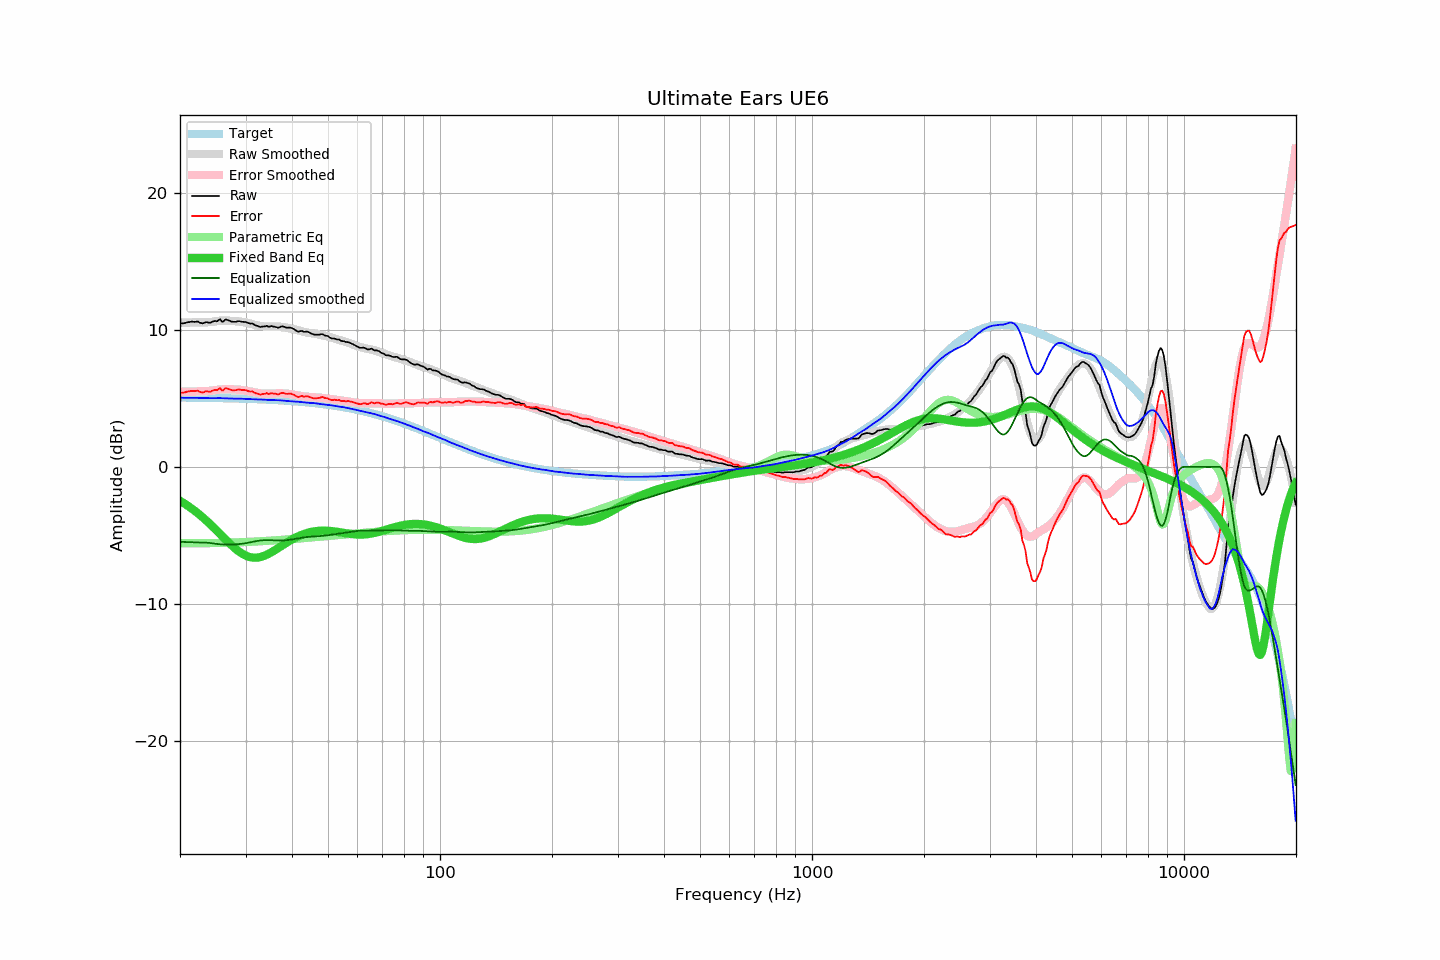 Ultimate Ears UE6
Target
Raw Smoothed
Error Smoothed
Raw
Error
Parametric Eq
Fixed Band Eq
Equalization
Equalized smoothed
20
10
0
−10
−20
Amplitude (dBr)
100
1000
10000
Frequency (Hz)